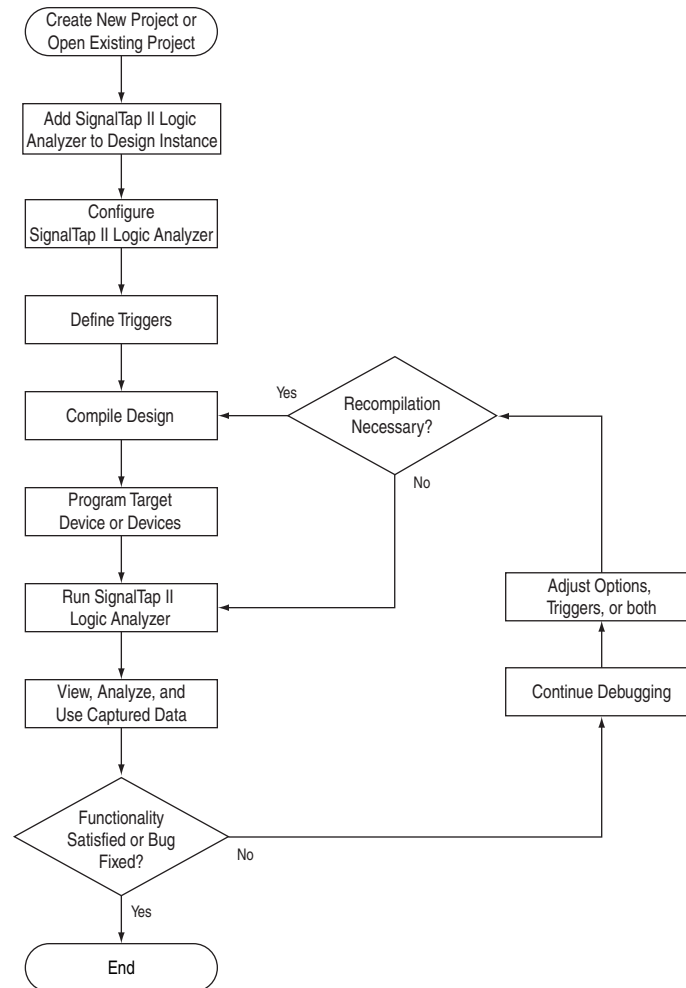 Create New Project or
Open Existing Project
Add SignalTap II Logic
Analyzer to Design Instance
Configure
SignalTap II Logic Analyzer
Define Triggers
Yes
Recompilation
Necessary?
Compile Design
No
Program Target
Device or Devices
Run SignalTap II
Logic Analyzer
Adjust Options,
Triggers, or both
View, Analyze, and
Use Captured Data
Continue Debugging
Functionality
Satisfied or Bug
Fixed?
No
Yes
End